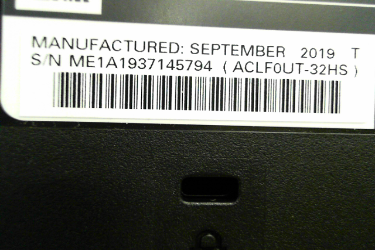 MANUFACTURED: SEPTEMBER 2019 T
S/N ME1A1937145794 ( ACLF0UT-32HS )